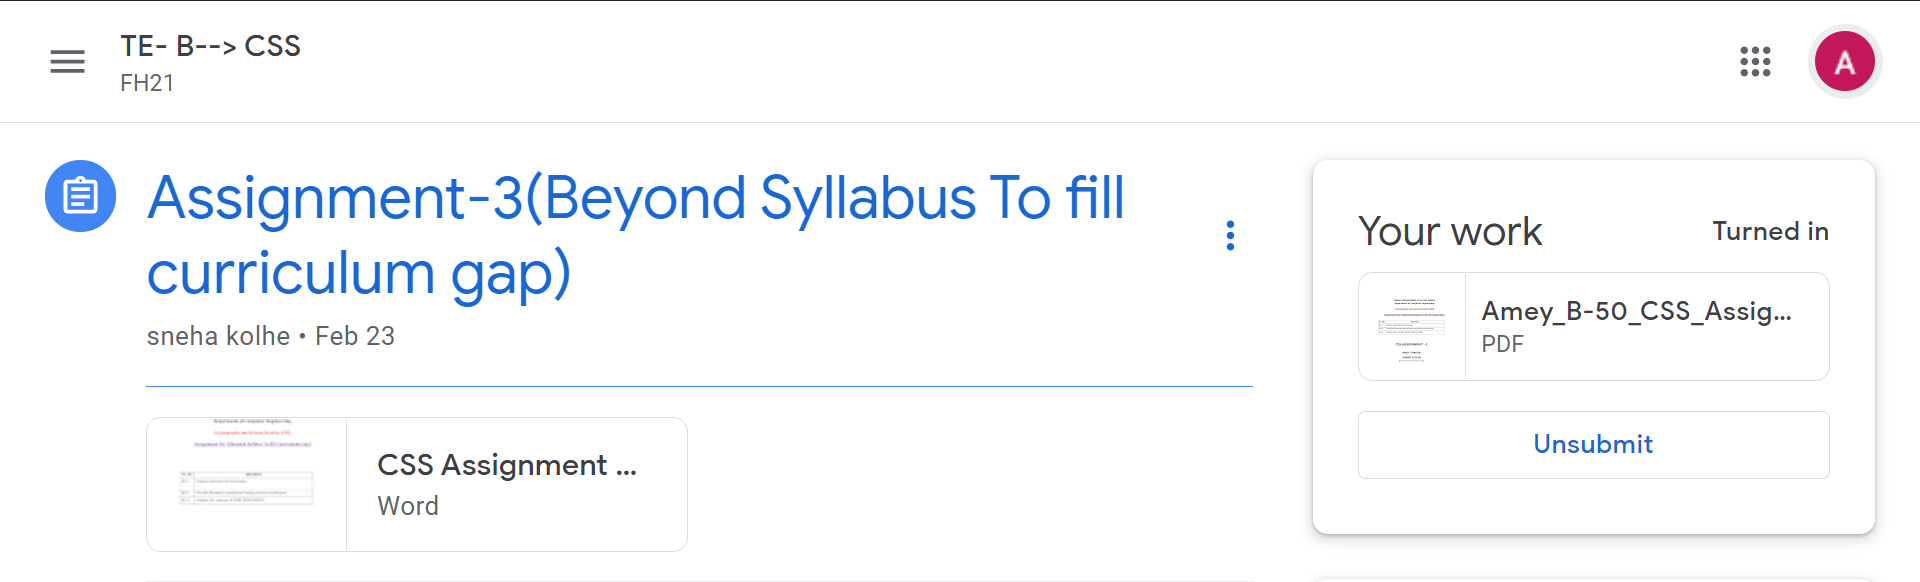 TE- B--> CSS
FH21
A
Assignment-3(Beyond Syllabus To fill
curriculum gap)
sneha kolhe • Feb 23
CSS Assignment ...
Word
Your work
Turned in
Amey_B-50_CSS_Assig...
PDF
Unsubmit